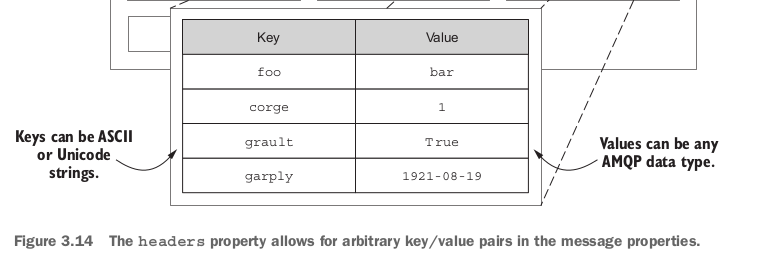 Key Value
foo bar
corge 1
grault True
garply 1921-08-19
Keys can be ASCII
or Unicode
strings.
Values can be any
AMQP data type.
Figure 3.14 The headers property allows for arbitrary key/value pairs in the message properties.